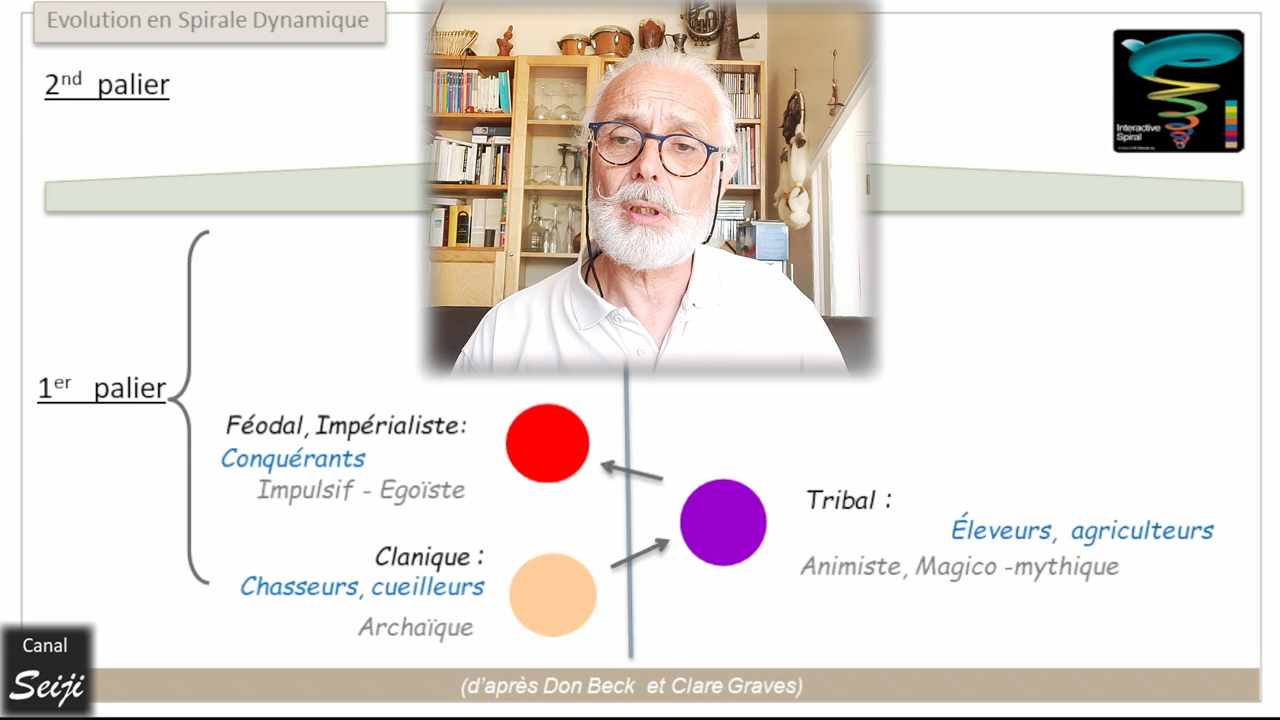 Evolution en Spirale Dynamique
2nd palier
Interactive
Spiral
1er palier
Féodal, Impérialiste:
Conquérants
Impulsif - Egoïste
Tribal :
Éleveurs, agriculteurs
Animiste, Magico -mythique
Clanique :
Chasseurs, cueilleurs
Archaïque
Canal
Seiji
(d'après Don Beck et Clare Graves)